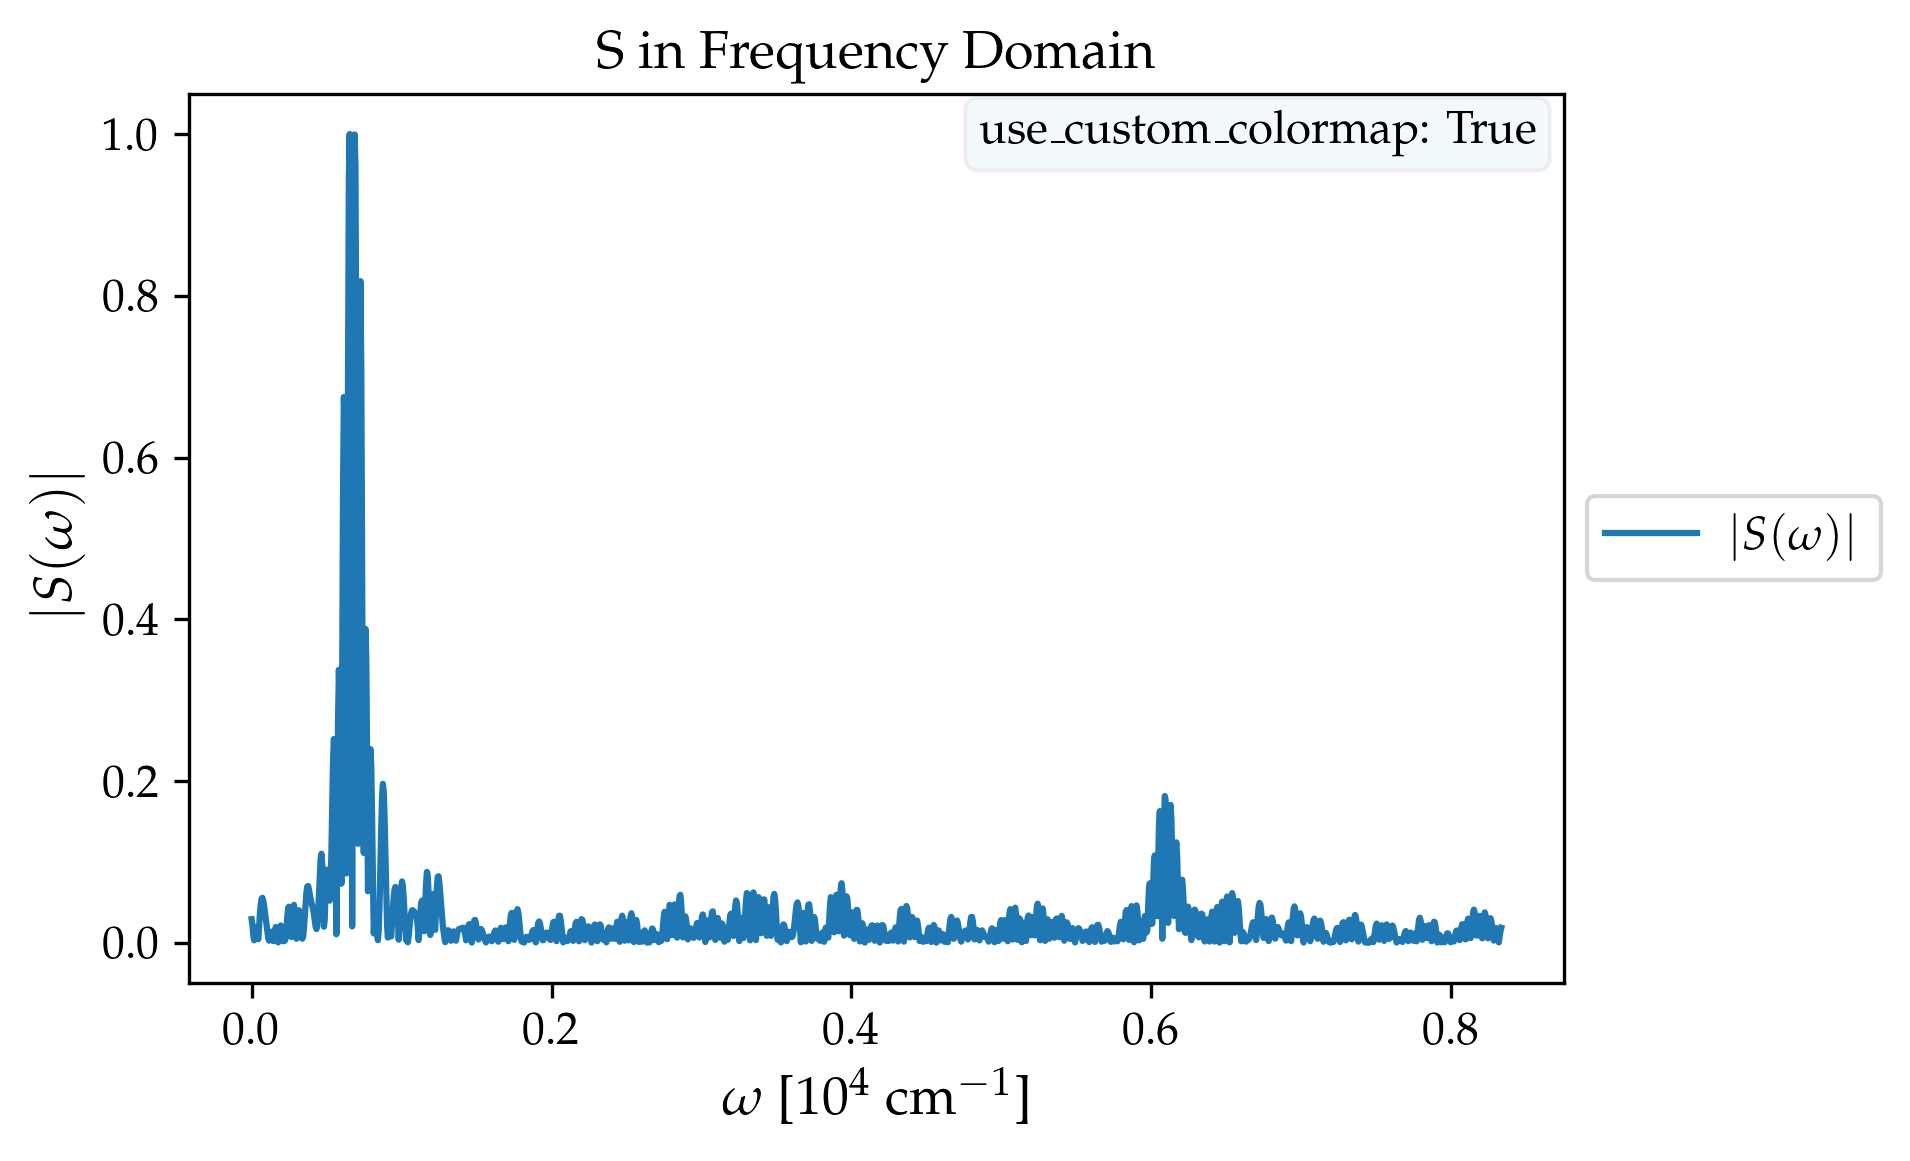 S in Frequency Domain
use_custom_colormap: True
1.0
0.8
0.6
0.4
0.2
0.0
|S(ω)|
|S(ω)|
0.0 0.2 0.4 0.6 0.8
ω [10⁴ cm⁻¹]